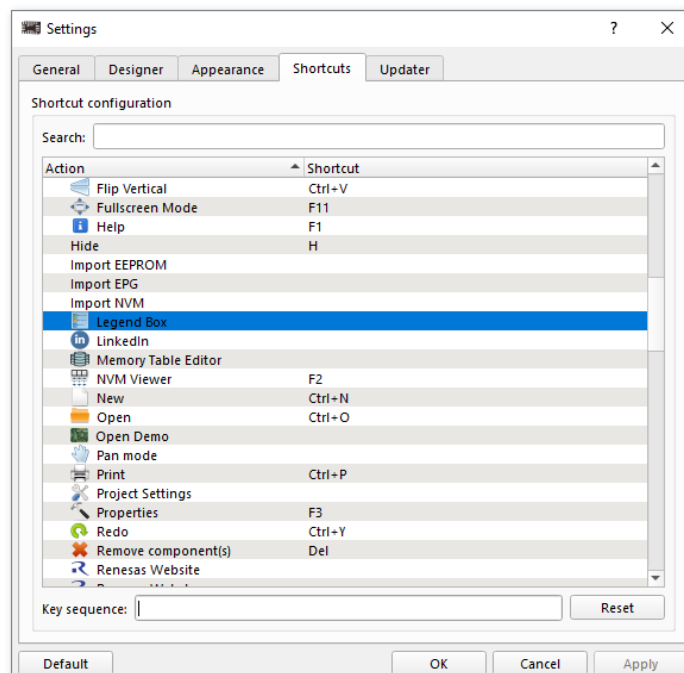 Settings
?
General Designer Appearance Shortcuts Updater
Shortcut configuration
Search:
Action Shortcut
Flip Vertical Ctrl+V
Fullscreen Mode F11
Help F1
Hide H
Import EEPROM
Import EPG
Import NVM
Legend Box
in LinkedIn
Memory Table Editor
NVM Viewer F2
New Ctrl+N
Open Ctrl+O
Open Demo
Pan mode
Print Ctrl+P
Project Settings
Properties F3
Redo Ctrl+Y
Remove component(s) Del
Renesas Website
Key sequence: Reset
Default OK Cancel Apply